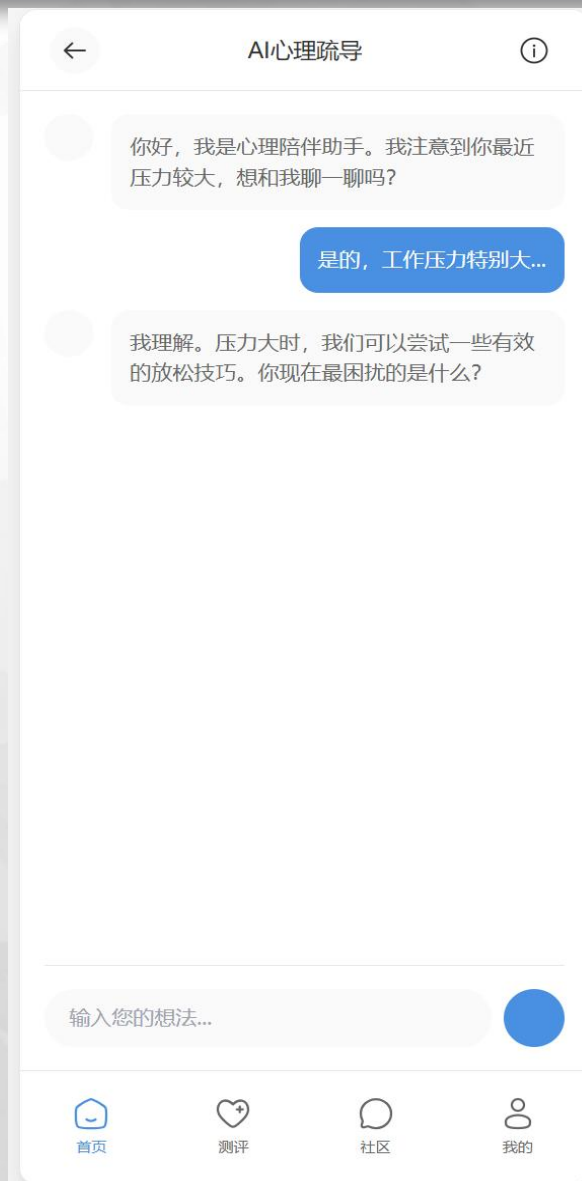 AI心理疏导
你好，我是心理陪伴助手。我注意到你最近
压力较大，想和我聊一聊吗？
是的，工作压力特别大...
我理解。压力大时，我们可以尝试一些有效
的放松技巧。你现在最困扰的是什么？
输入您的想法...
首页
测评
社区
我的